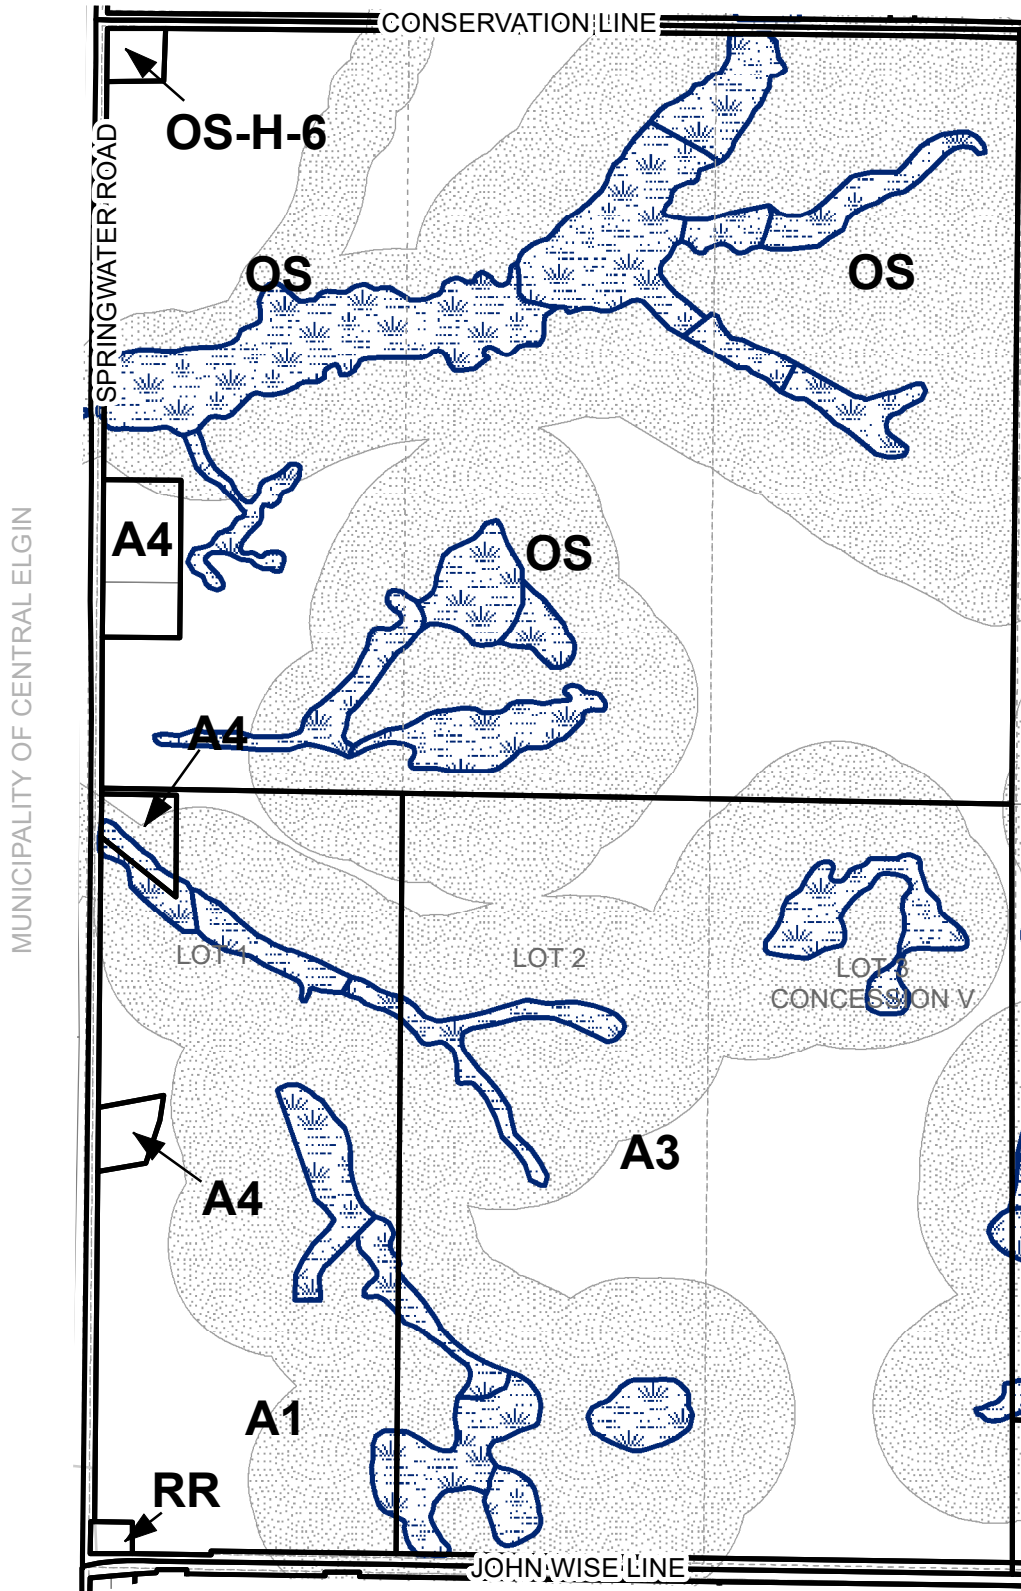 CONSERVATION LINE
OS-H-6
SPRINGWATER ROAD
OS
OS
A4
OS
MUNICIPALITY OF CENTRAL ELGIN
A4
LOT 1
LOT 2
LOT 3
CONCESSION V
A3
A4
A1
RR
JOHN WISE LINE